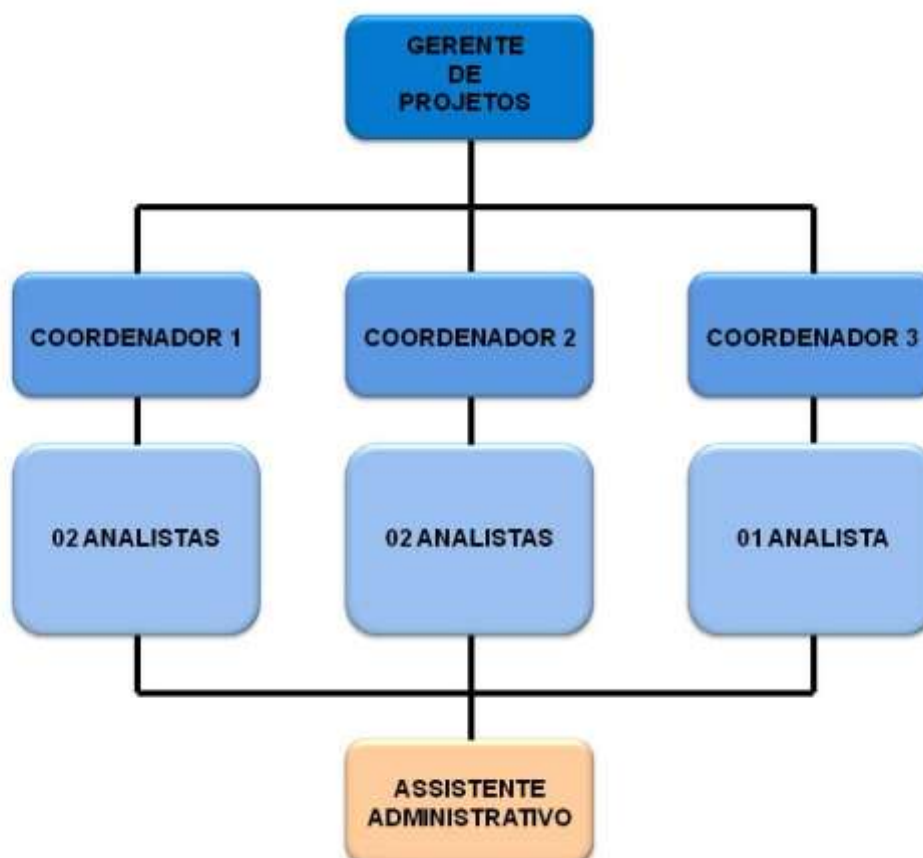 GERENTE
DE
PROJETOS
COORDENADOR 1
COORDENADOR 2
COORDENADOR 3
02 ANALISTAS
02 ANALISTAS
01 ANALISTA
ASSISTENTE
ADMINISTRATIVO